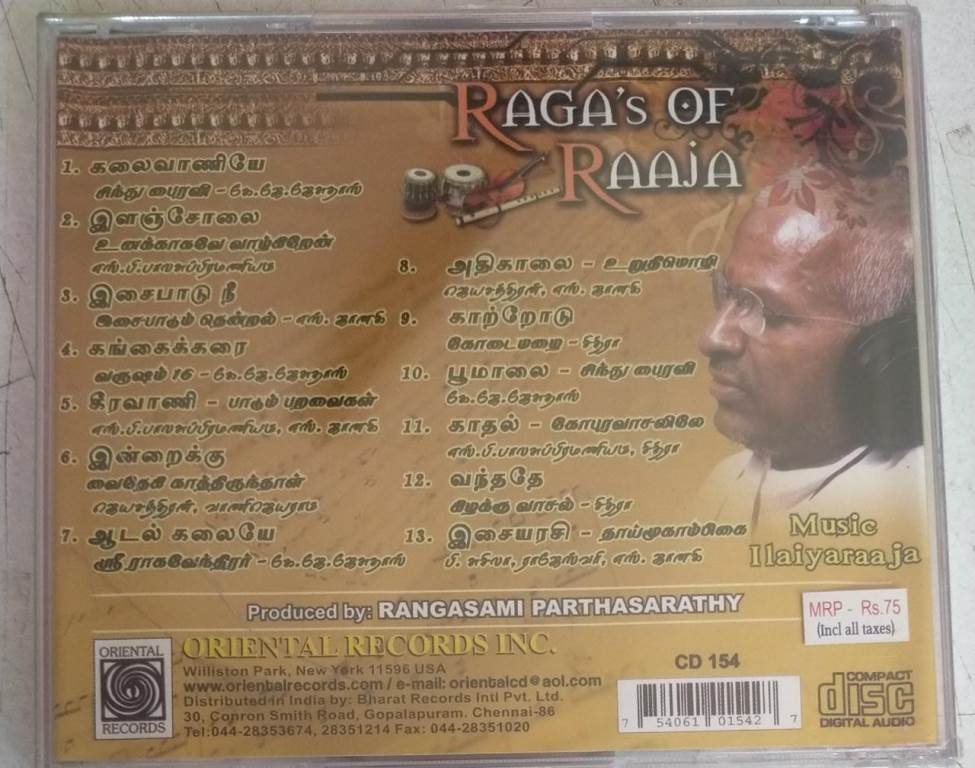 RAGA'S OF
RAAJA
1. கலைவாணியே
சிந்து பைரவி - கே.ஜே.ஜேசுதாஸ்
2. இளஞ்சோலை
உனக்காகவே வாழ்கிறேன்
எஸ்.பி.பாலசுப்பிரமணியம்
3. இசைபாடு நீ
இசைபாடும் தென்றல் - எஸ். ஜானகி
4. கங்கைக்கரை
வருஷம் 16 - கே.ஜே.ஜேசுதாஸ்
5. கீரவாணி - பாடும் பறவைகள்
எஸ்.பி.பாலசுப்பிரமணியம், எஸ். ஜானகி
6. இன்றைக்கு
வைதேகி காத்திருந்தாள்
ஜெயசந்திரன், வாணிஜெயராம்
7. ஆடல் கலையே
ஸ்ரீ ராகவேந்திரர் - கே.ஜே.ஜேசுதாஸ்
8. அதிகாலை - உறுதிமொழி
ஜெயசந்திரன், எஸ். ஜானகி
9. காற்றோடு
கோடைமழை - சித்ரா
10. பூமாலை - சிந்து பைரவி
கே.ஜே.ஜேசுதாஸ்
11. காதல் - கோபுரவாசலிலே
எஸ்.பி.பாலசுப்பிரமணியம், சித்ரா
12. வந்ததே
கிழக்கு வாசல் - சித்ரா
13. இசையரசி - தாய்மூகாம்பிகை
பி. சுசிலா, ராஜேஸ்வரி, எஸ். ஜானகி
Music
Ilaiyaraaja
Produced by: RANGASAMI PARTHASARATHY
MRP - Rs.75
(Incl all taxes)
ORIENTAL
RECORDS
ORIENTAL RECORDS INC.
Williston Park, New York 11596 USA
www.orientalrecords.com / e-mail: orientalcd@aol.com
Distributed in India by: Bharat Records Intl Pvt. Ltd.
30, Conron Smith Road, Gopalapuram. Chennai-86
Tel:044-28353674, 28351214 Fax: 044-28351020
CD 154
7 54061 01542 7
COMPACT
disc
DIGITAL AUDIO